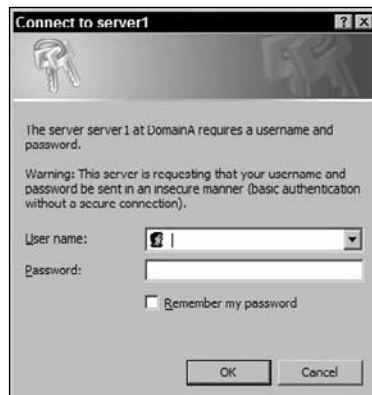 Connect to server1
The server server1 at DomainA requires a username and
password.
Warning: This server is requesting that your username and
password be sent in an insecure manner (basic authentication
without a secure connection).
User name:
Password:
Remember my password
OK Cancel